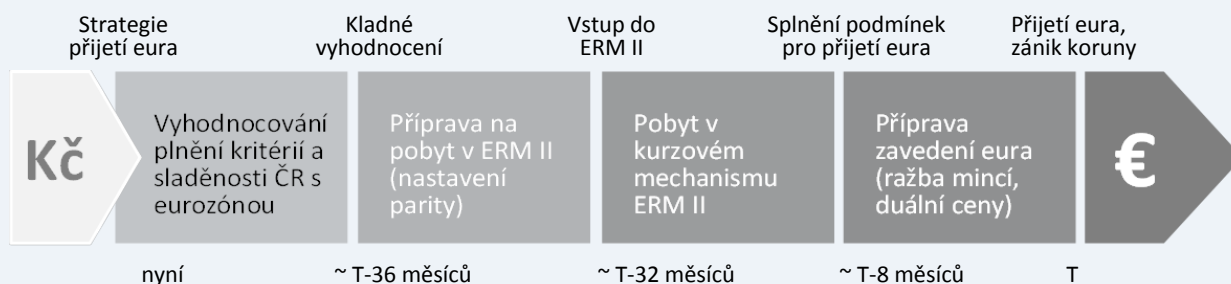 Strategie
přijetí eura
Kladné
vyhodnocení
Vstup do
ERM II
Splnění podmínek
pro přijetí eura
Přijetí eura,
zánik koruny
Kč
Vyhodnocování
plnění kritérií a
sladěnosti ČR s
eurozónou
Příprava na
pobyt v ERM II
(nastavení
parity)
Pobyt v
kurzovém
mechanismu
ERM II
Příprava
zavedení eura
(ražba mincí,
duální ceny)
€
nyní
~ T-36 měsíců
~ T-32 měsíců
~ T-8 měsíců
T